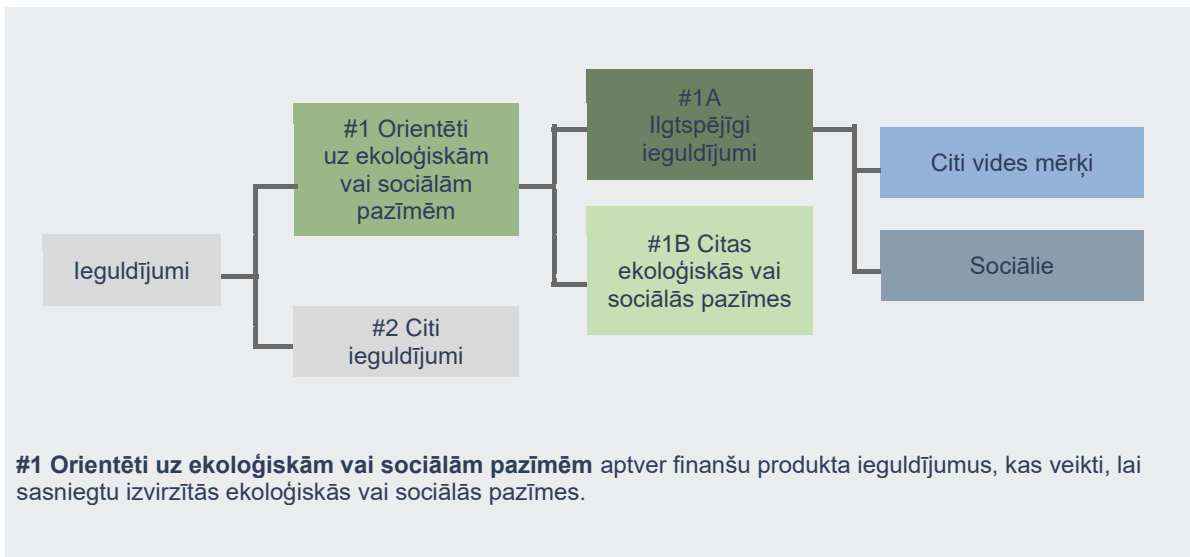 #1 Orientēti
uz ekoloģiskām
vai sociālām
pazīmēm
#1A
Ilgtspējīgi
ieguldījumi
Citi vides mērķi
Ieguldījumi
#1B Citas
ekoloģiskās vai
sociālās pazīmes
Sociālie
#2 Citi
ieguldījumi
#1 Orientēti uz ekoloģiskām vai sociālām pazīmēm aptver finanšu produkta ieguldījumus, kas veikti, lai
sasniegtu izvirzītās ekoloģiskās vai sociālās pazīmes.